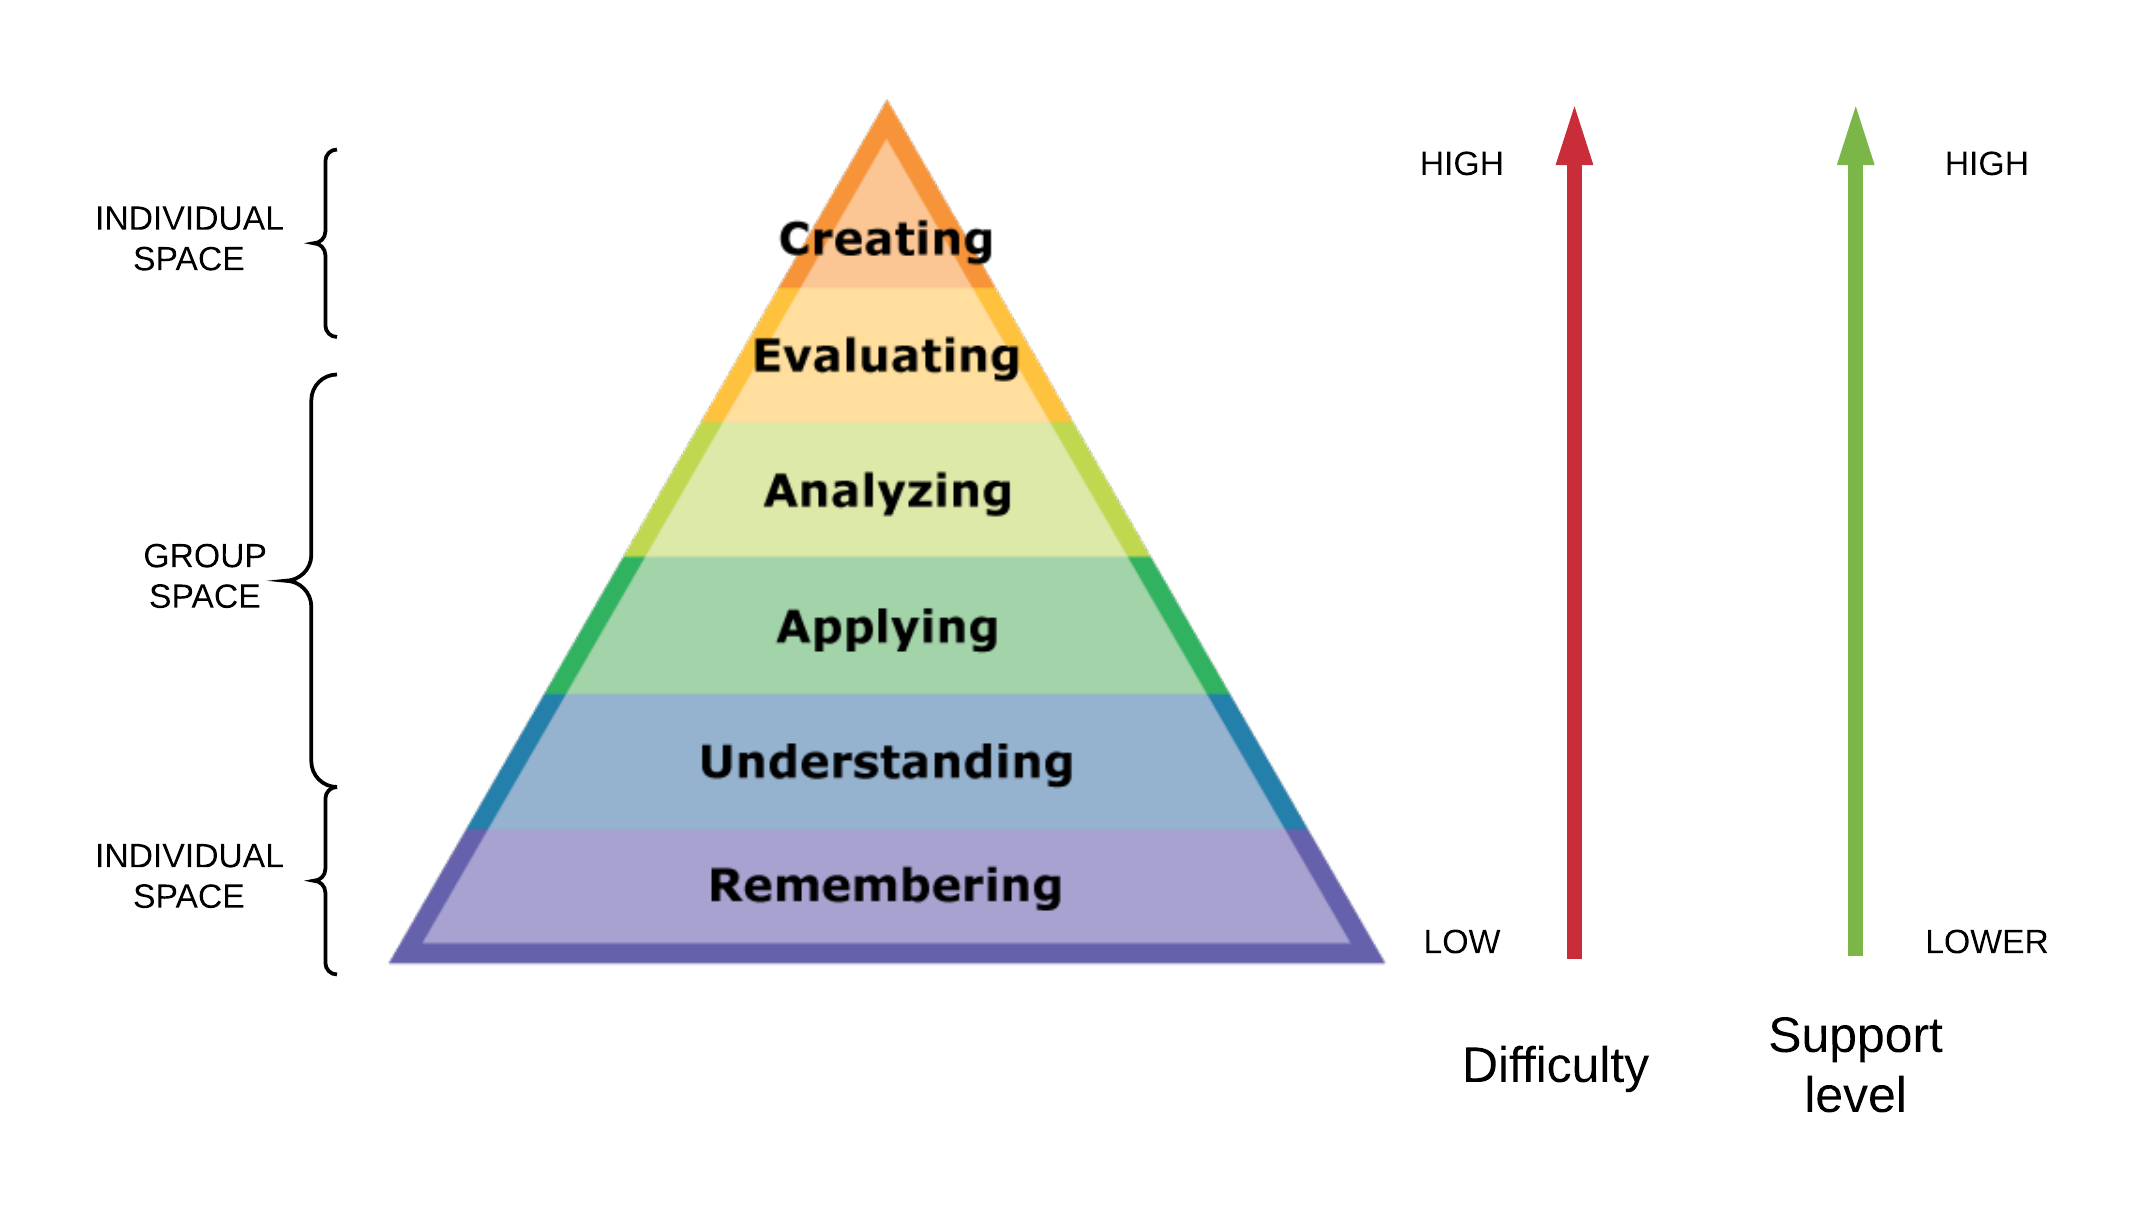 INDIVIDUAL
SPACE
GROUP
SPACE
INDIVIDUAL
SPACE
Creating
Evaluating
Analyzing
Applying
Understanding
Remembering
HIGH
LOW
Difficulty
HIGH
LOWER
Support
level